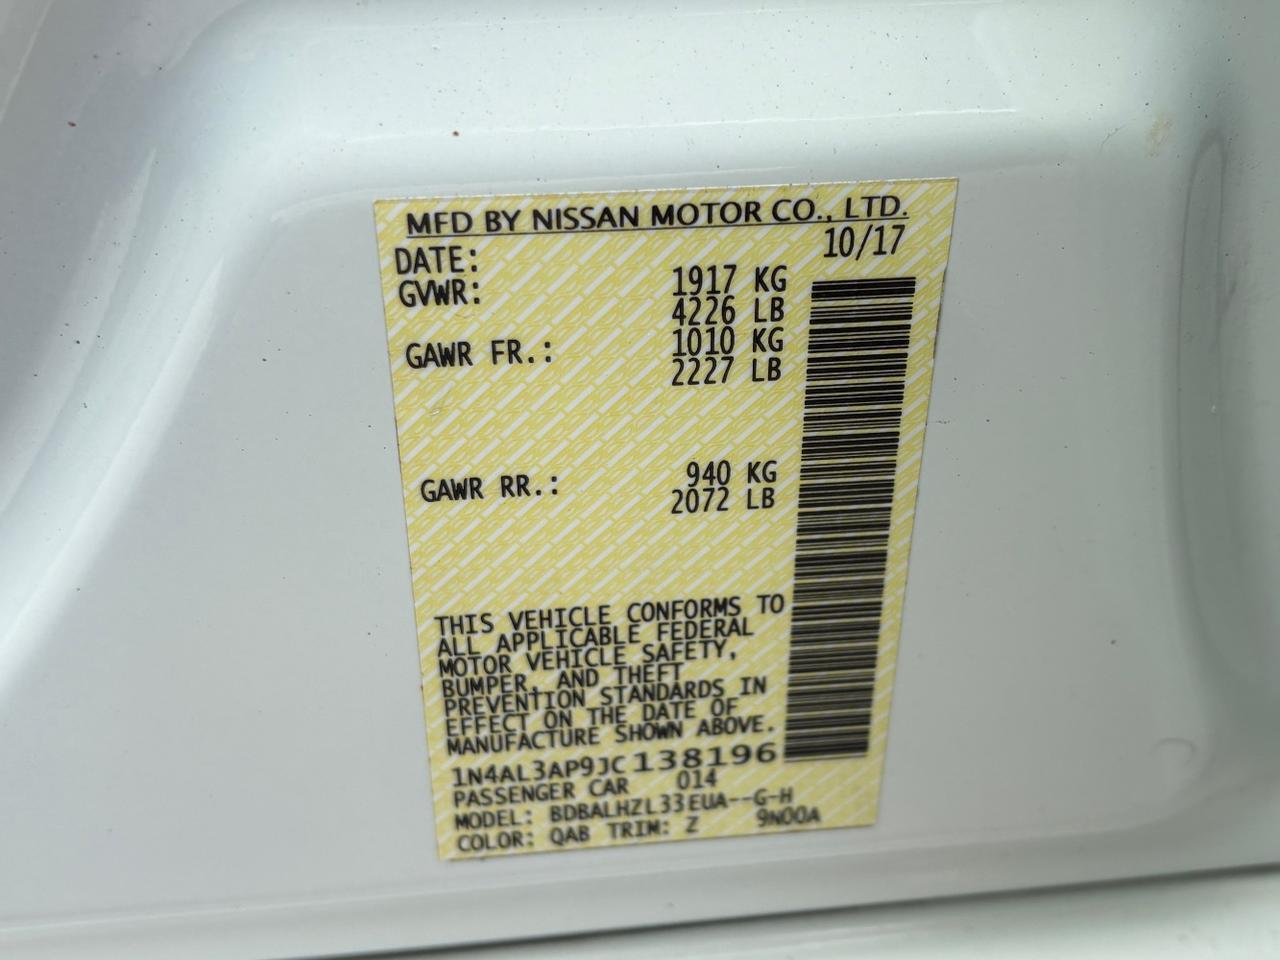 MFD BY NISSAN MOTOR CO., LTD.
DATE: 10/17
GVWR: 1917 KG
4226 LB
GAWR FR.: 1010 KG
2227 LB
GAWR RR.: 940 KG
2072 LB
THIS VEHICLE CONFORMS TO
ALL APPLICABLE FEDERAL
MOTOR VEHICLE SAFETY,
BUMPER, AND THEFT
PREVENTION STANDARDS IN
EFFECT ON THE DATE OF
MANUFACTURE SHOWN ABOVE.
1N4AL3AP9JC138196
PASSENGER CAR 014
MODEL: BDBALHZL33EUA--G-H
COLOR: QAB TRIM: Z 9N00A